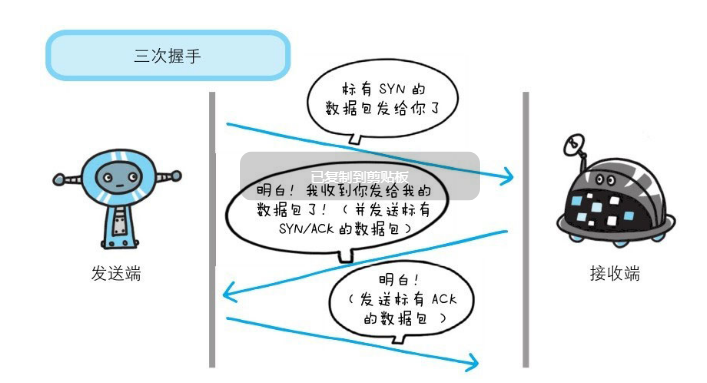 三次握手
标有 SYN 的
数据包发给你了
已复制到剪贴板
明白！我收到你发给我的
数据包了！（并发送标有
SYN/ACK 的数据包）
发送端
接收端
明白！
（发送标有 ACK
的数据包）